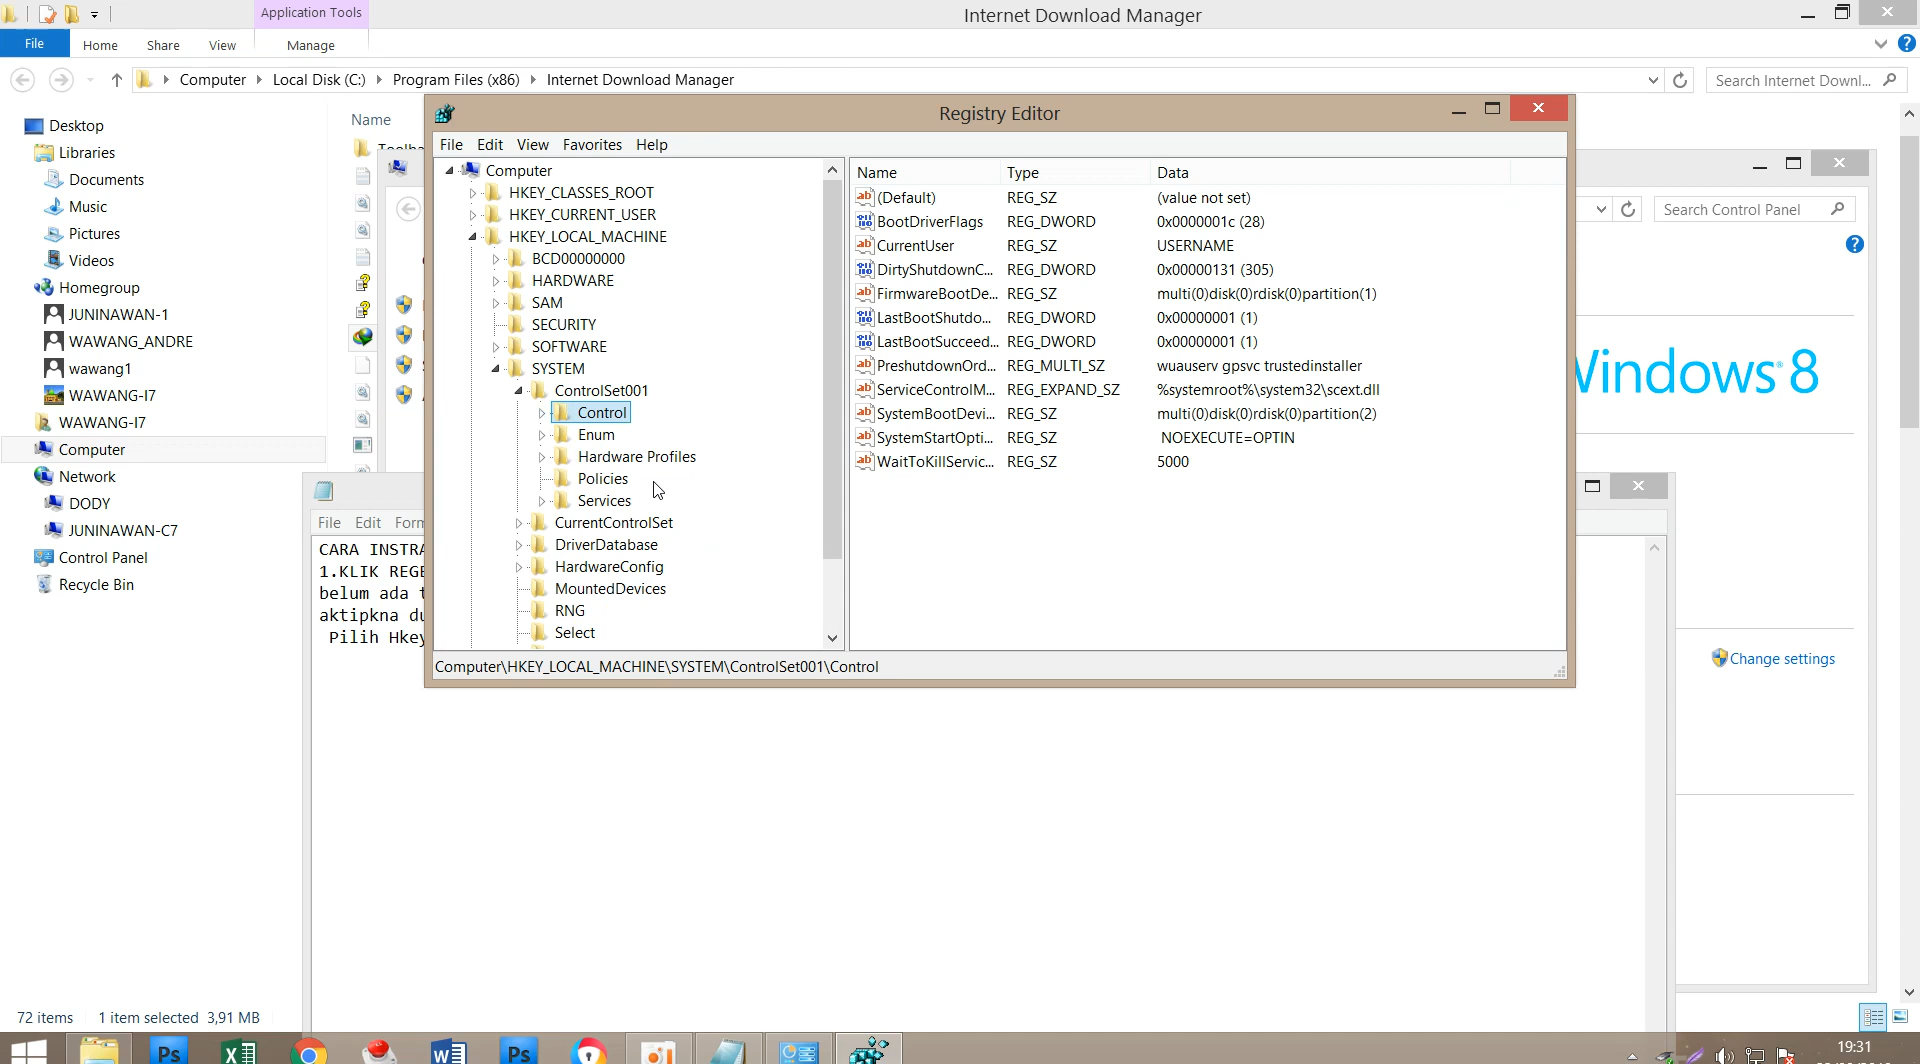 Application Tools
Internet Download Manager
File
Home
Share
View
Manage
Computer
Local Disk (C:)
Program Files (x86)
Internet Download Manager
Search Internet Downl...
Desktop
Libraries
Documents
Music
Pictures
Videos
Homegroup
JUNINAWAN-1
WAWANG_ANDRE
wawang1
WAWANG-I7
WAWANG-I7
Computer
Network
DODY
JUNINAWAN-C7
Control Panel
Recycle Bin
Name
Registry Editor
File Edit View Favorites Help
Computer
HKEY_CLASSES_ROOT
HKEY_CURRENT_USER
HKEY_LOCAL_MACHINE
BCD00000000
HARDWARE
SAM
SECURITY
SOFTWARE
SYSTEM
ControlSet001
Control
Enum
Hardware Profiles
Policies
Services
CurrentControlSet
DriverDatabase
HardwareConfig
MountedDevices
RNG
Select
Name Type Data
(Default) REG_SZ (value not set)
BootDriverFlags REG_DWORD 0x0000001c (28)
CurrentUser REG_SZ USERNAME
DirtyShutdownC... REG_DWORD 0x00000131 (305)
FirmwareBootDe... REG_SZ multi(0)disk(0)rdisk(0)partition(1)
LastBootShutdo... REG_DWORD 0x00000001 (1)
LastBootSucceed... REG_DWORD 0x00000001 (1)
PreshutdownOrd... REG_MULTI_SZ wuauserv gpsvc trustedinstaller
ServiceControlM... REG_EXPAND_SZ %systemroot%\system32\scext.dll
SystemBootDevi... REG_SZ multi(0)disk(0)rdisk(0)partition(2)
SystemStartOpti... REG_SZ NOEXECUTE=OPTIN
WaitToKillServic... REG_SZ 5000
Computer\HKEY_LOCAL_MACHINE\SYSTEM\ControlSet001\Control
Search Control Panel
Windows 8
Change settings
File Edit Form
CARA INSTRA
1.KLIK REGE
belum ada t
aktipkna du
Pilih Hkey
72 items
1 item selected 3,91 MB
19:31